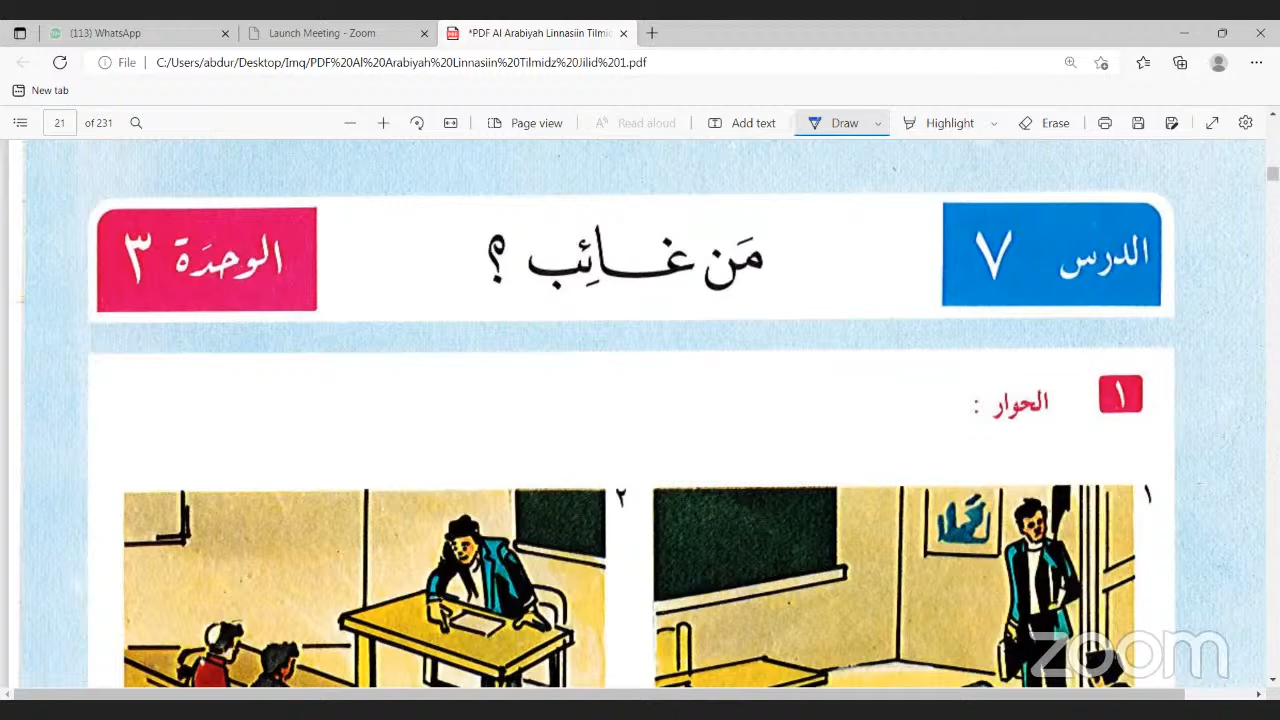 (113) WhatsApp
Launch Meeting - Zoom
*PDF Al Arabiyah Linnasiin Tilmid
File
C:/Users/abdur/Desktop/Imq/PDF%20Al%20Arabiyah%20Linnasiin%20Tilmidz%20Jilid%201.pdf
New tab
21 of 231
Page view
Read aloud
Add text
Draw
Highlight
Erase
الدرس ٧
مَن غـائِب ؟
الوحدَة ٣
١ الحوار :
١
٢
zoom